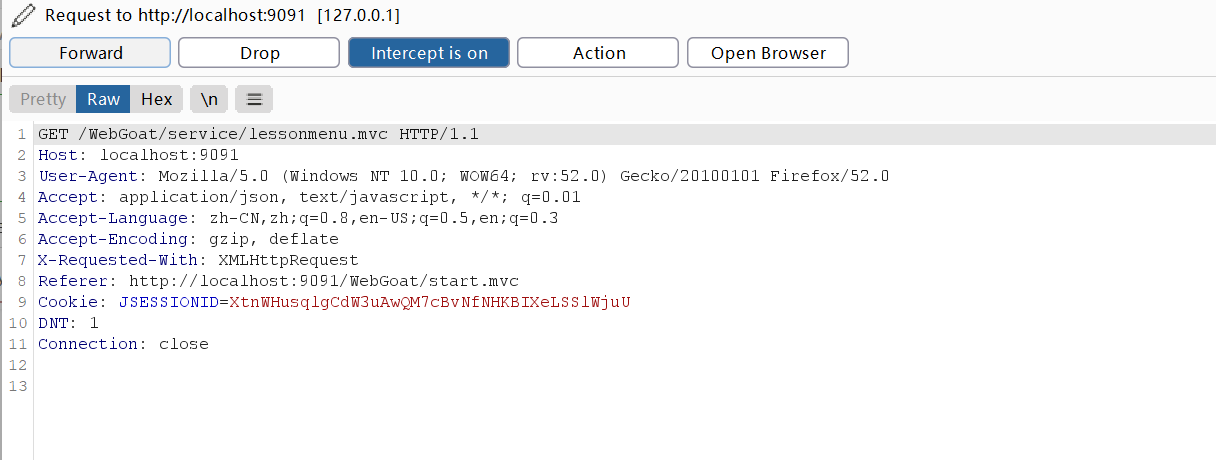 Request to http://localhost:9091 [127.0.0.1]
Forward Drop Intercept is on Action Open Browser
Pretty Raw Hex \n
1 GET /WebGoat/service/lessonmenu.mvc HTTP/1.1
2 Host: localhost:9091
3 User-Agent: Mozilla/5.0 (Windows NT 10.0; WOW64; rv:52.0) Gecko/20100101 Firefox/52.0
4 Accept: application/json, text/javascript, */*; q=0.01
5 Accept-Language: zh-CN,zh;q=0.8,en-US;q=0.5,en;q=0.3
6 Accept-Encoding: gzip, deflate
7 X-Requested-With: XMLHttpRequest
8 Referer: http://localhost:9091/WebGoat/start.mvc
9 Cookie: JSESSIONID=XtnWHusqlgCdW3uAwQM7cBvNfNHKBIXeLSSlWjuU
10 DNT: 1
11 Connection: close
12
13